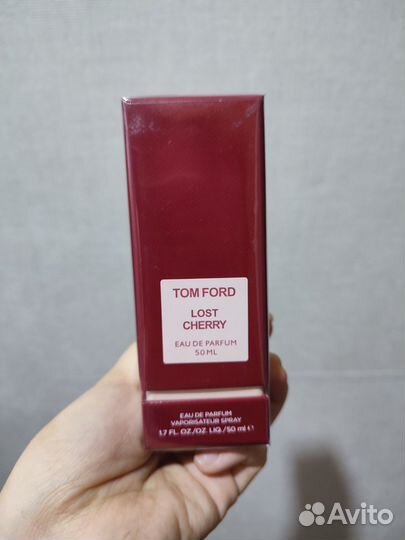 TOM FORD
LOST
CHERRY
EAU DE PARFUM
50 ML
EAU DE PARFUM
VAPORISATEUR SPRAY
1.7 FL. OZ./OZ. LIQ./50 ml ℮
Avito